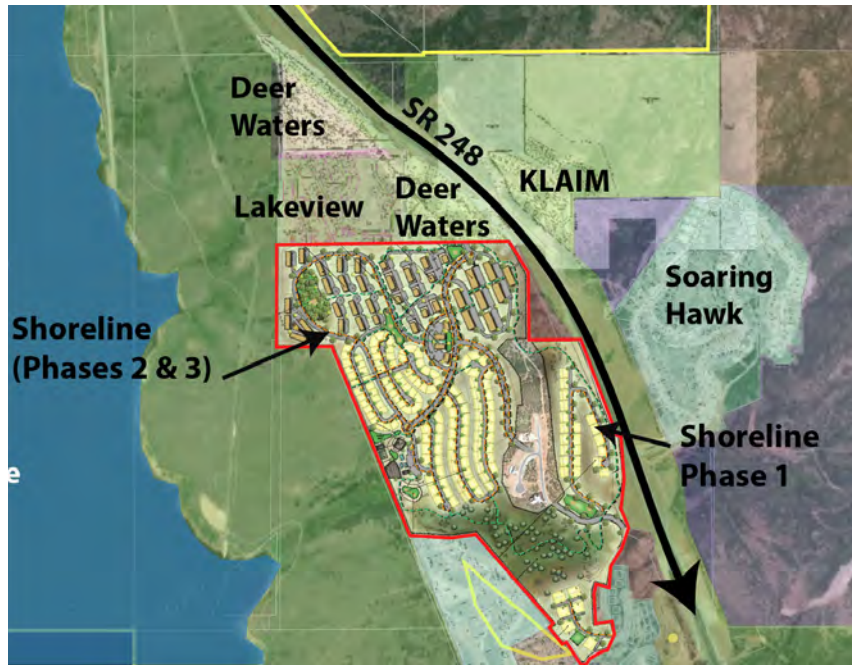 Deer
Waters
SR 248
KLAIM
Lakeview
Deer
Waters
Soaring
Hawk
Shoreline
(Phases 2 & 3)
Shoreline
Phase 1
e